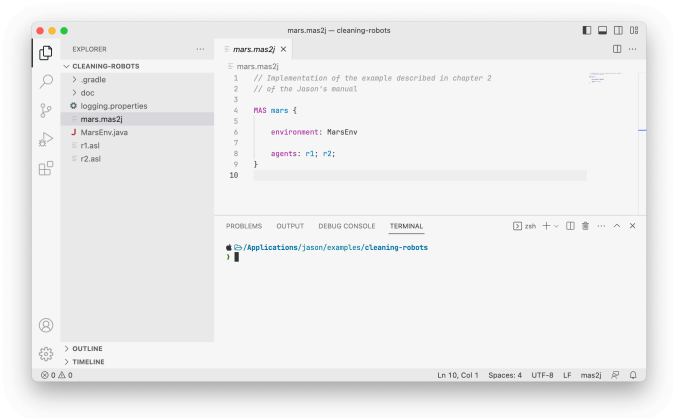 mars.mas2j — cleaning-robots
EXPLORER
CLEANING-ROBOTS
.gradle
doc
logging.properties
mars.mas2j
J MarsEnv.java
r1.asl
r2.asl
OUTLINE
TIMELINE
mars.mas2j
mars.mas2j
1 // Implementation of the example described in chapter 2
2 // of the Jason's manual
3
4 MAS mars {
5
6 environment: MarsEnv
7
8 agents: r1; r2;
9 }
10
PROBLEMS OUTPUT DEBUG CONSOLE TERMINAL
zsh
/Applications/jason/examples/cleaning-robots
0 0
Ln 10, Col 1 Spaces: 4 UTF-8 LF mas2j